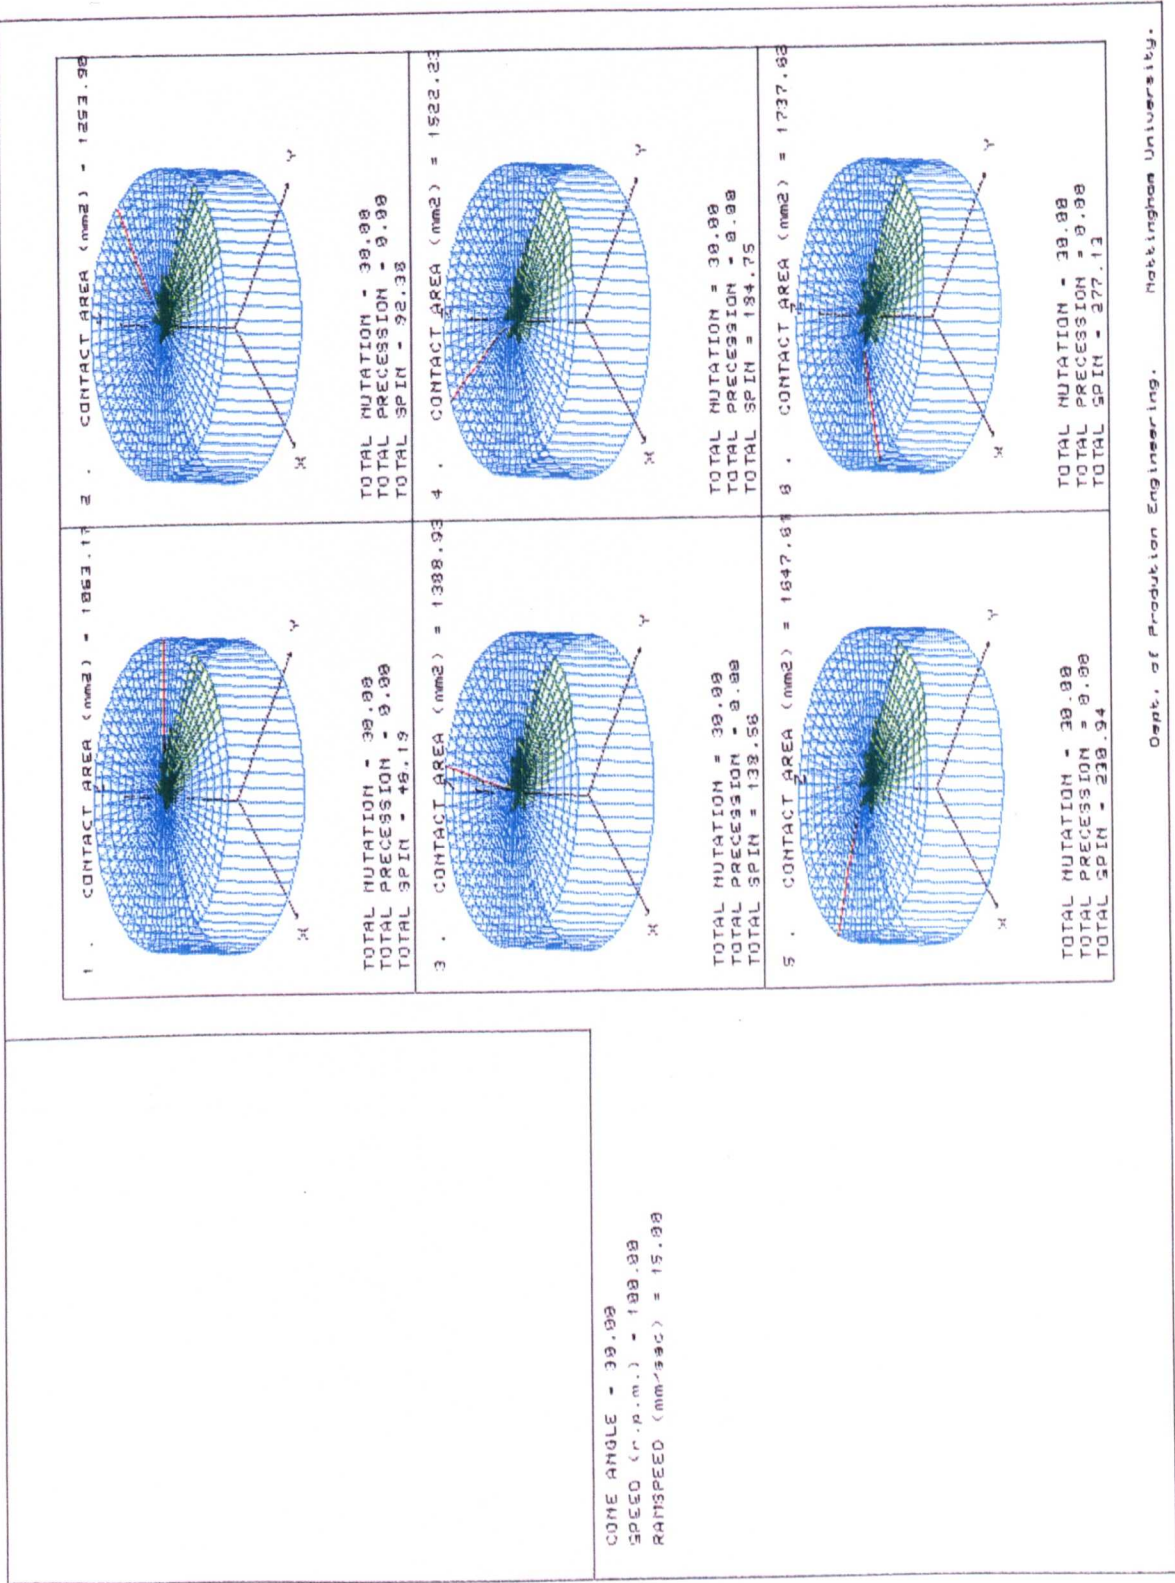 1 . CONTACT AREA (mm2) = 1063.17
Z
X
Y
TOTAL NUTATION = 30.00
TOTAL PRECESSION = 0.00
TOTAL SPIN = 46.19
2 . CONTACT AREA (mm2) = 1253.90
Z
X
Y
TOTAL NUTATION = 30.00
TOTAL PRECESSION = 0.00
TOTAL SPIN = 92.38
3 . CONTACT AREA (mm2) = 1388.93
Z
X
Y
TOTAL NUTATION = 30.00
TOTAL PRECESSION = 0.00
TOTAL SPIN = 138.56
4 . CONTACT AREA (mm2) = 1522.23
Z
X
Y
TOTAL NUTATION = 30.00
TOTAL PRECESSION = 0.00
TOTAL SPIN = 184.75
5 . CONTACT AREA (mm2) = 1647.61
Z
X
Y
TOTAL NUTATION = 30.00
TOTAL PRECESSION = 0.00
TOTAL SPIN = 230.94
6 . CONTACT AREA (mm2) = 1737.62
Z
X
Y
TOTAL NUTATION = 30.00
TOTAL PRECESSION = 0.00
TOTAL SPIN = 277.13
CONE ANGLE = 30.00
SPEED (r.p.m.) = 100.00
RAMSPEED (mm/sec) = 15.00
Dept. of Prodution Engineering. Nottingham University.